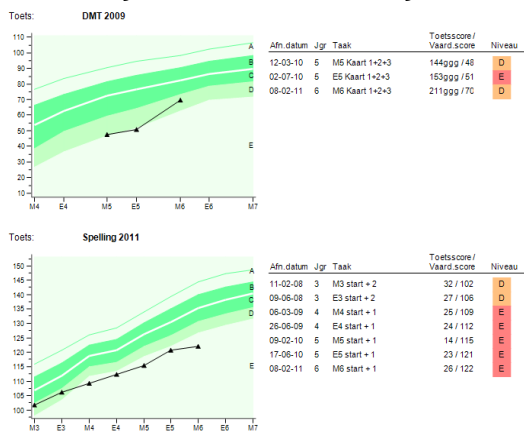 Toets: DMT 2009
110
100
90
80
70
60
50
40
30
20
10
A
B
C
D
E
M4 E4 M5 E5 M6 E6 M7
Toetsscore/
Afn.datum Jgr Taak Vaard.score Niveau
12-03-10 5 M5 Kaart 1+2+3 144ggg / 48 D
02-07-10 5 E5 Kaart 1+2+3 153ggg / 51 E
08-02-11 6 M6 Kaart 1+2+3 211ggg / 70 D
Toets: Spelling 2011
150
145
140
135
130
125
120
115
110
105
100
A
B
C
D
E
M3 E3 M4 E4 M5 E5 M6 E6 M7
Toetsscore/
Afn.datum Jgr Taak Vaard.score Niveau
11-02-08 3 M3 start + 2 32 / 102 D
09-06-08 3 E3 start + 2 27 / 106 D
06-03-09 4 M4 start + 1 25 / 109 E
26-06-09 4 E4 start + 1 24 / 112 E
09-02-10 5 M5 start + 1 14 / 115 E
17-06-10 5 E5 start + 1 23 / 121 E
08-02-11 6 M6 start + 1 26 / 122 E